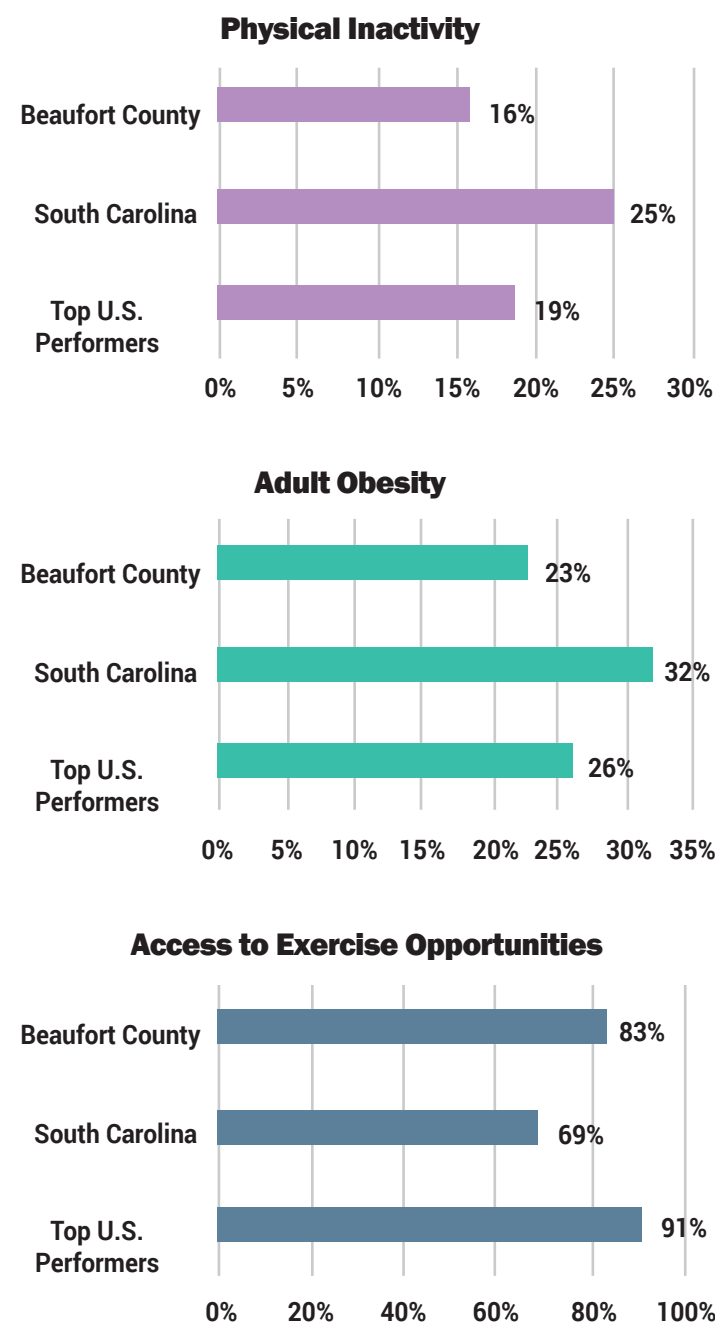 Physical Inactivity
Beaufort County
16%
South Carolina
25%
Top U.S.
Performers
19%
0% 5% 10% 15% 20% 25% 30%
Adult Obesity
Beaufort County
23%
South Carolina
32%
Top U.S.
Performers
26%
0% 5% 10% 15% 20% 25% 30% 35%
Access to Exercise Opportunities
Beaufort County
83%
South Carolina
69%
Top U.S.
Performers
91%
0% 20% 40% 60% 80% 100%